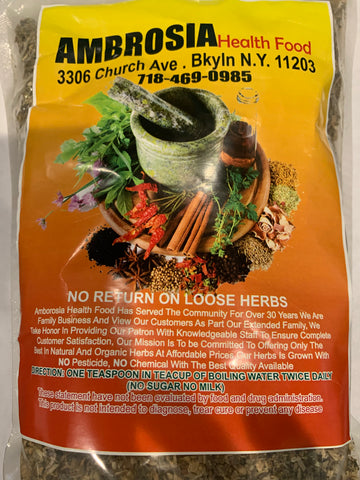 AMBROSIA Health Food
3306 Church Ave . Bkyln N.Y. 11203
718-469-0985
NO RETURN ON LOOSE HERBS
Ambrosia Health Food Has Served The Community For Over 30 Years We Are
Family Business And View Our Customers As Part Our Extended Family, We
Take Honor In Providing Our Patron With Knowledgeable Staff To Ensure Complete
Customer Satisfaction, Our Mission Is To be Committed To Offering Only The
Best In Natural And Organic Herbs At Affordable Prices Our Herbs Is Grown With
NO Pesticide, NO Chemical With The Best Quality Available
DIRECTION: ONE TEASPOON IN TEACUP OF BOILING WATER TWICE DAILY
(NO SUGAR NO MILK)
These statement have not been evaluated by food and drug administration.
This product is not intended to diagnose, trear cure or prevent any disease